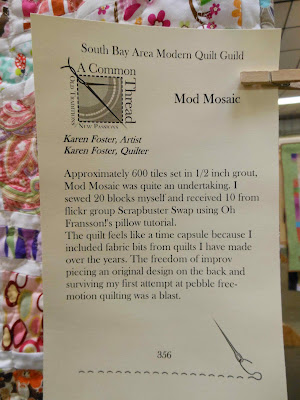 South Bay Area Modern Quilt Guild
A Common
Thread
OLD TRADITIONS
NEW PASSIONS
Mod Mosaic
Karen Foster, Artist
Karen Foster, Quilter
Approximately 600 tiles set in 1/2 inch grout,
Mod Mosaic was quite an undertaking. I
sewed 20 blocks myself and received 10 from
flickr group Scrapbuster Swap using Oh
Fransson!'s pillow tutorial.
The quilt feels like a time capsule because I
included fabric bits from quilts I have made
over the years. The freedom of improv
piecing an original design on the back and
surviving my first attempt at pebble free-
motion quilting was a blast.
356